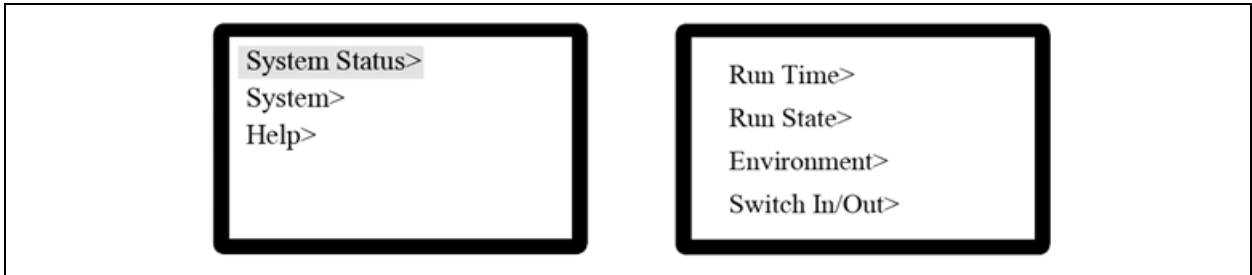 System Status>
System>
Help>
Run Time>
Run State>
Environment>
Switch In/Out>